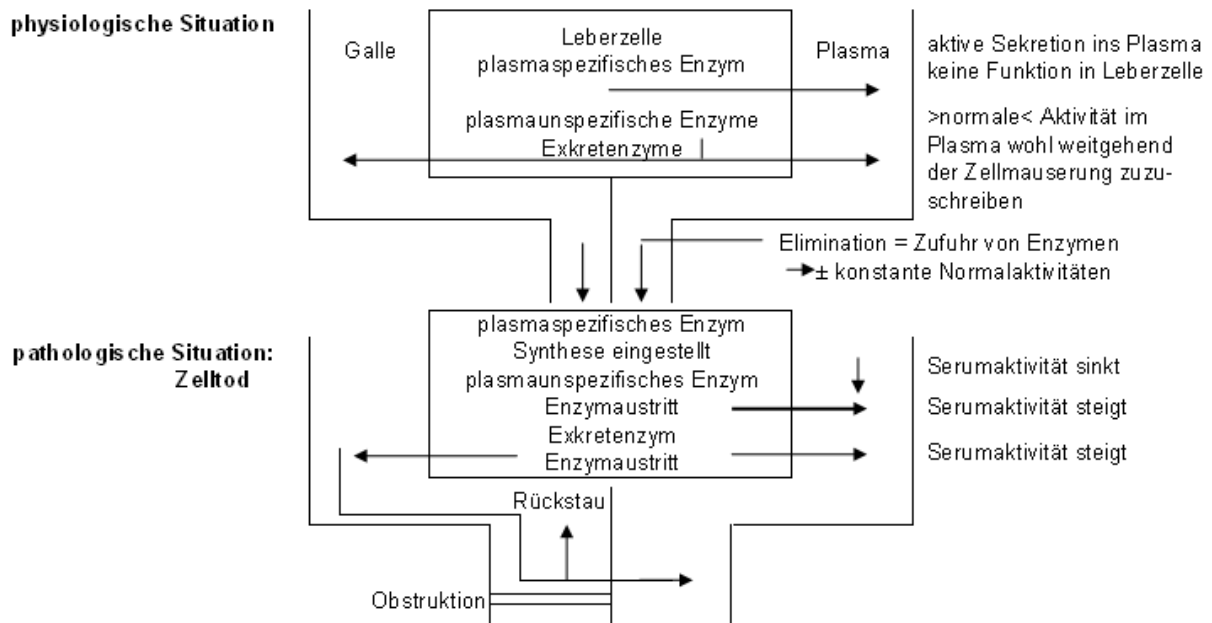 physiologische Situation
Galle
Leberzelle
plasmaspezifisches Enzym
plasmaunspezifische Enzyme
Exkretenzyme
Plasma
aktive Sekretion ins Plasma
keine Funktion in Leberzelle
>normale< Aktivität im
Plasma wohl weitgehend
der Zellmauserung zuzu-
schreiben
Elimination = Zufuhr von Enzymen
± konstante Normalaktivitäten
pathologische Situation:
Zelltod
plasmaspezifisches Enzym
Synthese eingestellt
plasmaunspezifisches Enzym
Enzymaustritt
Exkretenzym
Enzymaustritt
Serumaktivität sinkt
Serumaktivität steigt
Serumaktivität steigt
Rückstau
Obstruktion